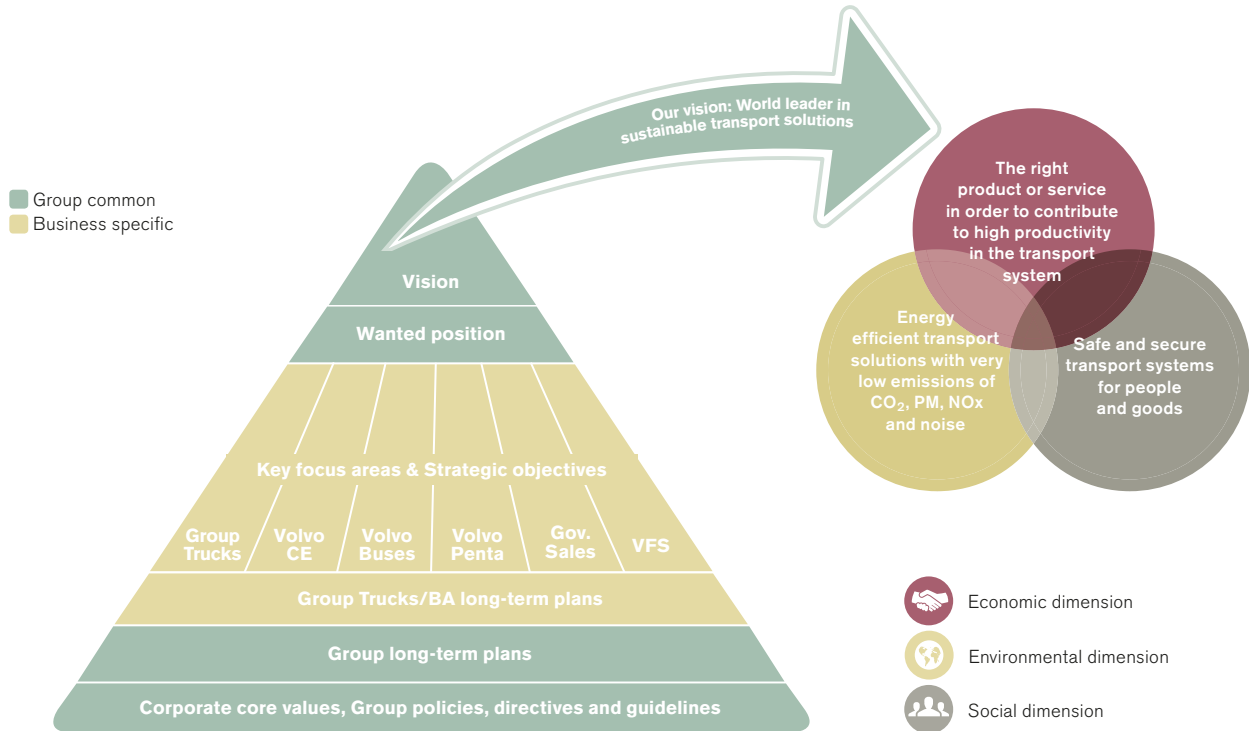 Our vision: World leader in
sustainable transport solutions
Group common
Business specific
The right
product or service
in order to contribute
to high productivity
in the transport
system
Vision
Wanted position
Energy
efficient transport
solutions with very
low emissions of
CO₂, PM, NOx
and noise
Safe and secure
transport systems
for people
and goods
Key focus areas & Strategic objectives
Group
Trucks
Volvo
CE
Volvo
Buses
Volvo
Penta
Gov.
Sales
VFS
Group Trucks/BA long-term plans
Group long-term plans
Corporate core values, Group policies, directives and guidelines
Economic dimension
Environmental dimension
Social dimension